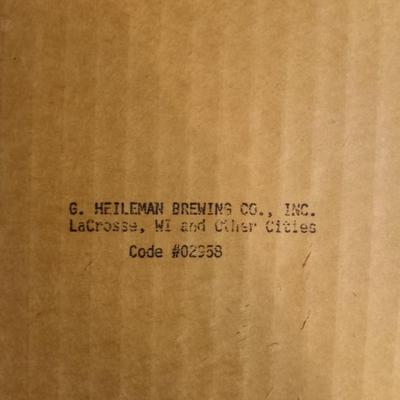 G. HEILEMAN BREWING CO., INC.
LaCrosse, WI and Other Cities
Code #02958